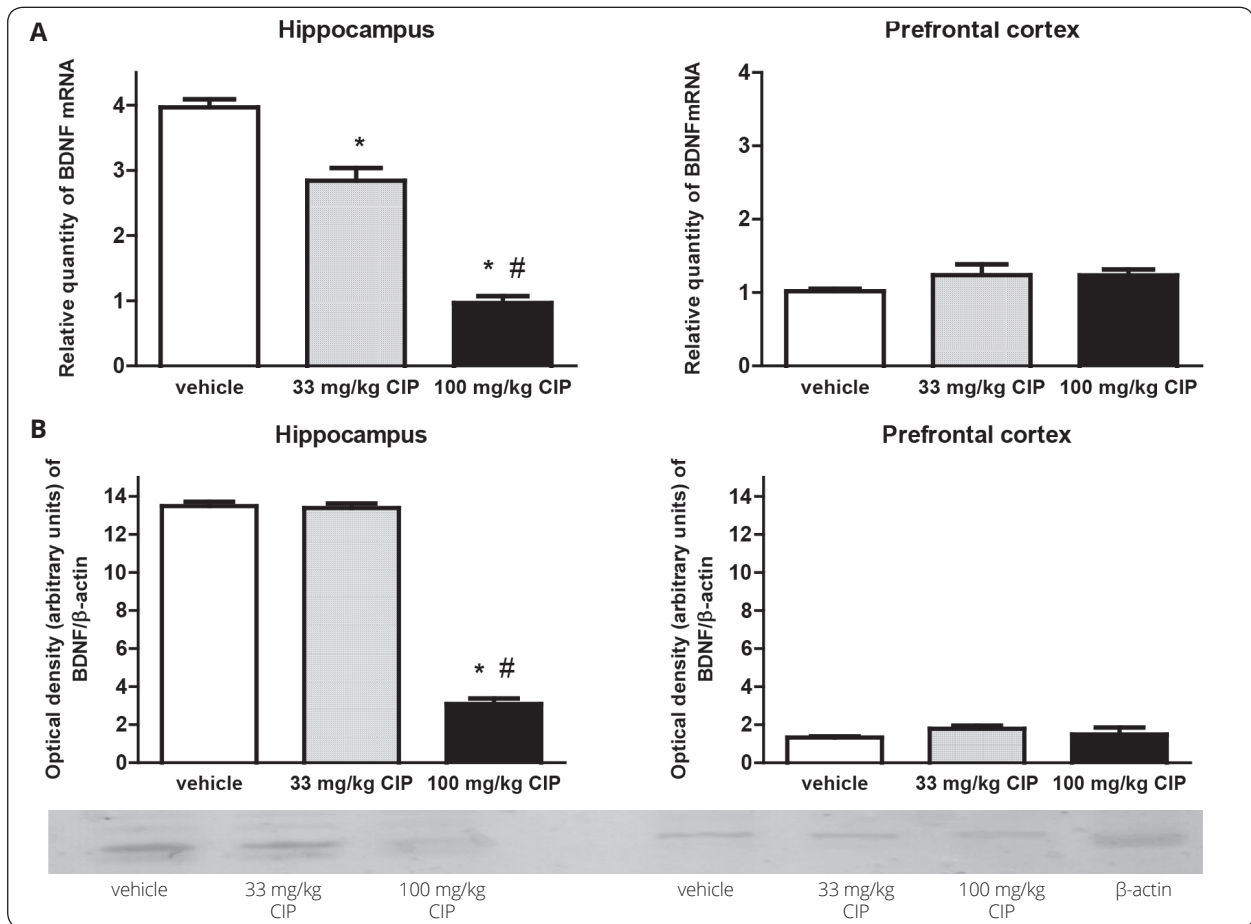 A
Hippocampus
Prefrontal cortex
Relative quantity of BDNF mRNA
4
3
2
1
0
* 
* #
vehicle
33 mg/kg CIP
100 mg/kg CIP
Relative quantity of BDNFmRNA
4
3
2
1
0
vehicle
33 mg/kg CIP
100 mg/kg CIP
B
Hippocampus
Prefrontal cortex
Optical density (arbitrary units) of
BDNF/β-actin
14
12
10
8
6
4
2
0
* #
vehicle
33 mg/kg CIP
100 mg/kg CIP
Optical density (arbitrary units) of
BDNF/β-actin
14
12
10
8
6
4
2
0
vehicle
33 mg/kg CIP
100 mg/kg CIP
vehicle
33 mg/kg
CIP
100 mg/kg
CIP
vehicle
33 mg/kg
CIP
100 mg/kg
CIP
β-actin